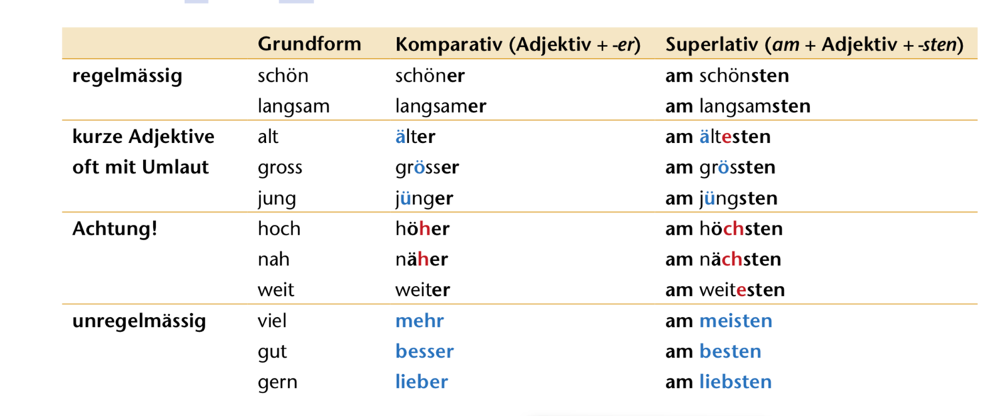 Grundform Komparativ (Adjektiv + -er) Superlativ (am + Adjektiv + -sten)
regelmässig schön schöner am schönsten
langsam langsamer am langsamsten
kurze Adjektive alt älter am ältesten
oft mit Umlaut gross grösser am grössten
jung jünger am jüngsten
Achtung! hoch höher am höchsten
nah näher am nächsten
weit weiter am weitesten
unregelmässig viel mehr am meisten
gut besser am besten
gern lieber am liebsten